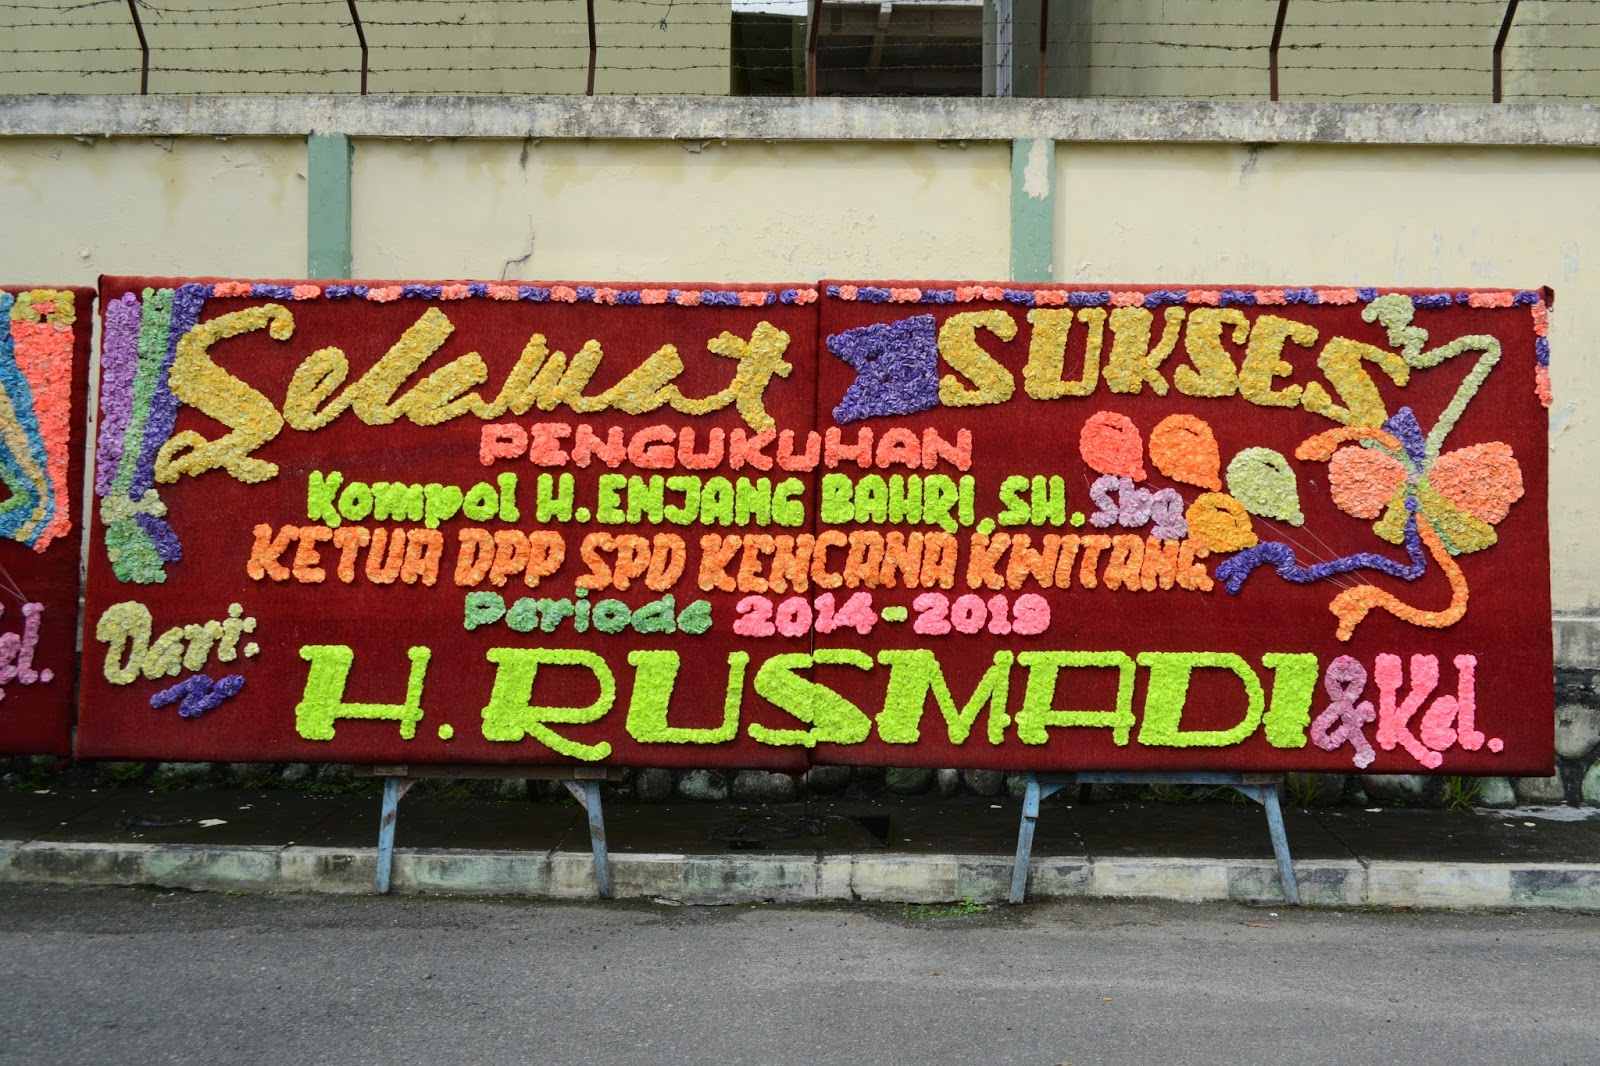 Selamat SUKSES
PENGUKUHAN
Kompol H. ENJANG BAHRI, SH. Sbg
KETUA DPP SPD KENCANA KWITANG
Periode 2014-2019
Dari:
H. RUSMADI & Kel.
el.